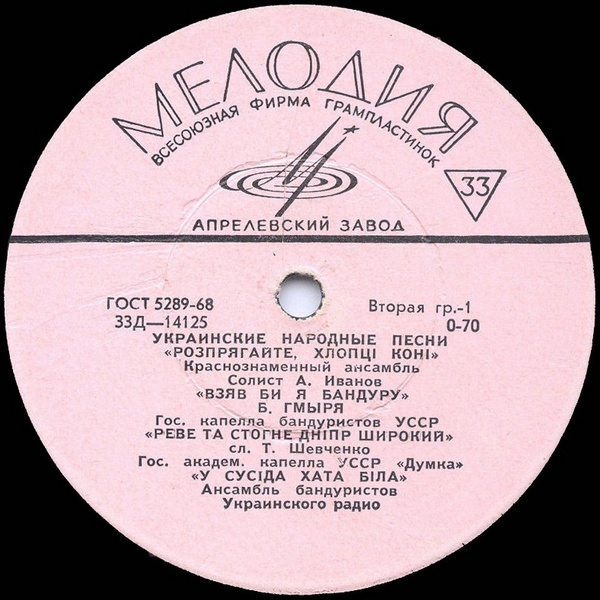 МЕЛОДИЯ
ВСЕСОЮЗНАЯ ФИРМА ГРАМПЛАСТИНОК
33
АПРЕЛЕВСКИЙ ЗАВОД
ГОСТ 5289-68
Вторая гр.-1
33Д—14125
0-70
УКРАИНСКИЕ НАРОДНЫЕ ПЕСНИ
«РОЗПРЯГАЙТЕ, ХЛОПЦІ КОНІ»
Краснознаменный ансамбль
Солист А. Иванов
«ВЗЯВ БИ Я БАНДУРУ»
Б. ГМЫРЯ
Гос. капелла бандуристов УССР
«РЕВЕ ТА СТОГНЕ ДНІПР ШИРОКИЙ»
сл. Т. Шевченко
Гос. академ. капелла УССР «Думка»
«У СУСІДА ХАТА БІЛА»
Ансамбль бандуристов
Украинского радио